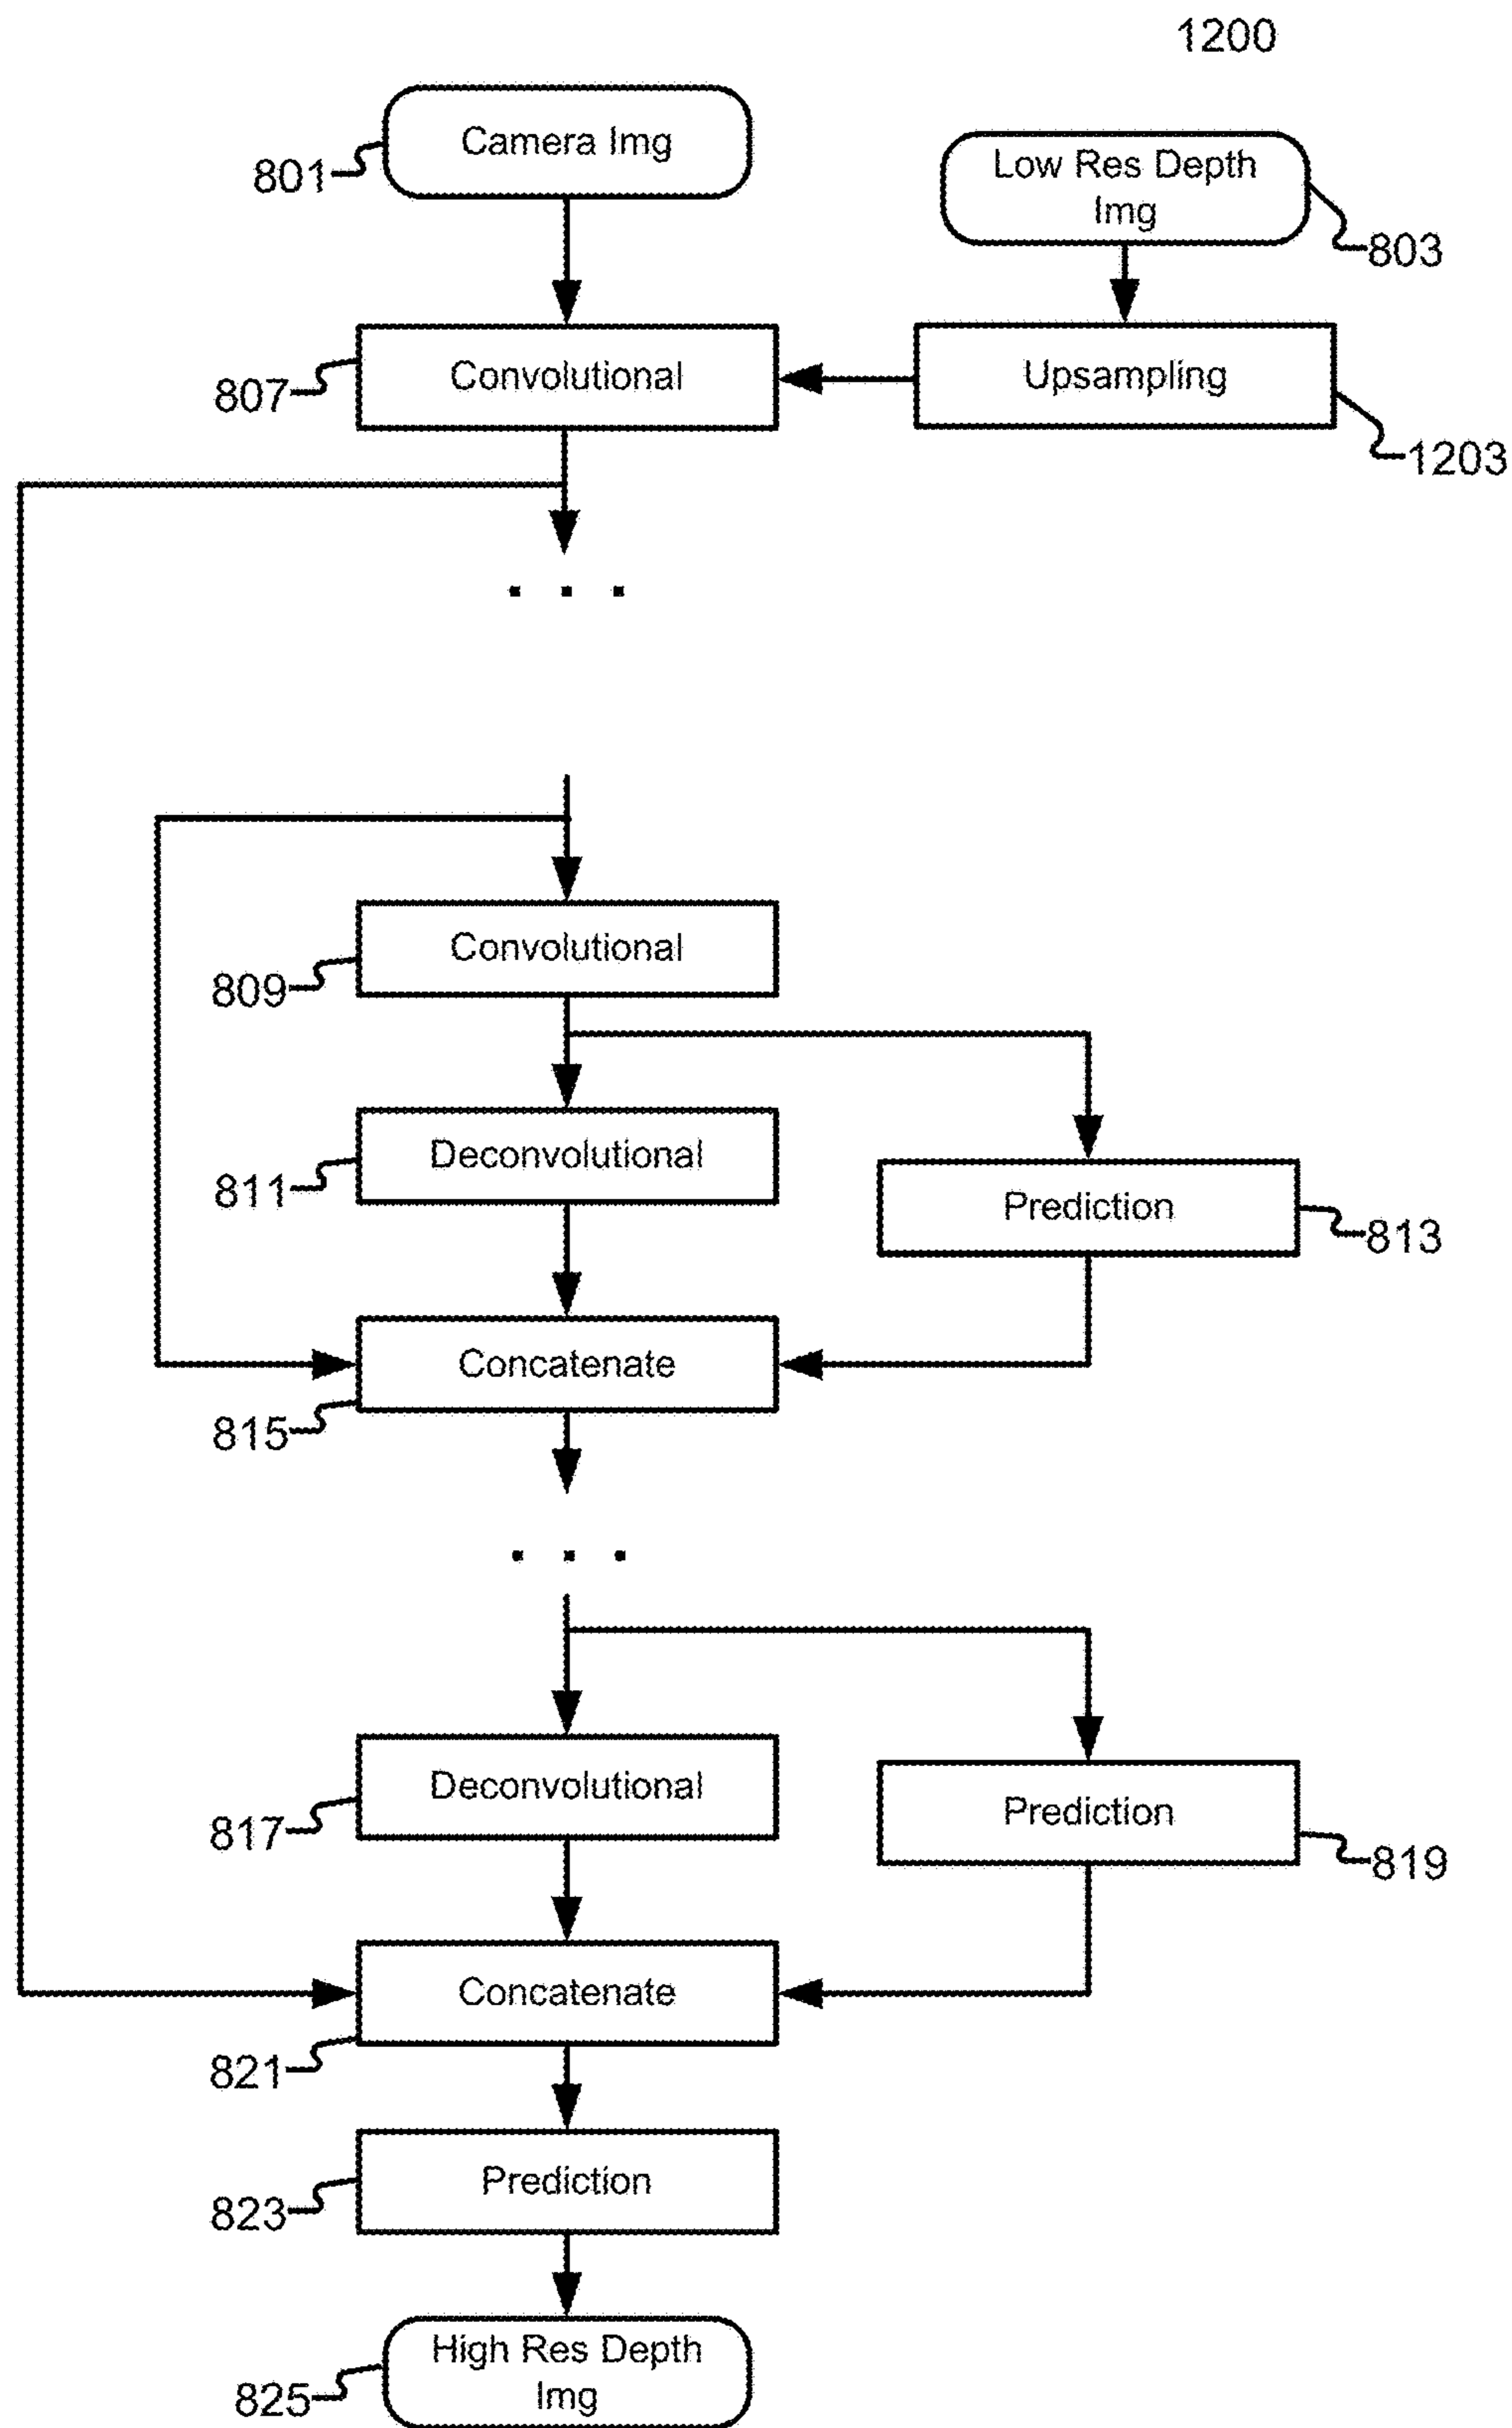 1200
Camera Img
801
Low Res Depth
Img
803
Convolutional
807
Upsampling
1203
. . .
Convolutional
809
Deconvolutional
811
Prediction
813
Concatenate
815
. . .
Deconvolutional
817
Prediction
819
Concatenate
821
Prediction
823
High Res Depth
Img
825